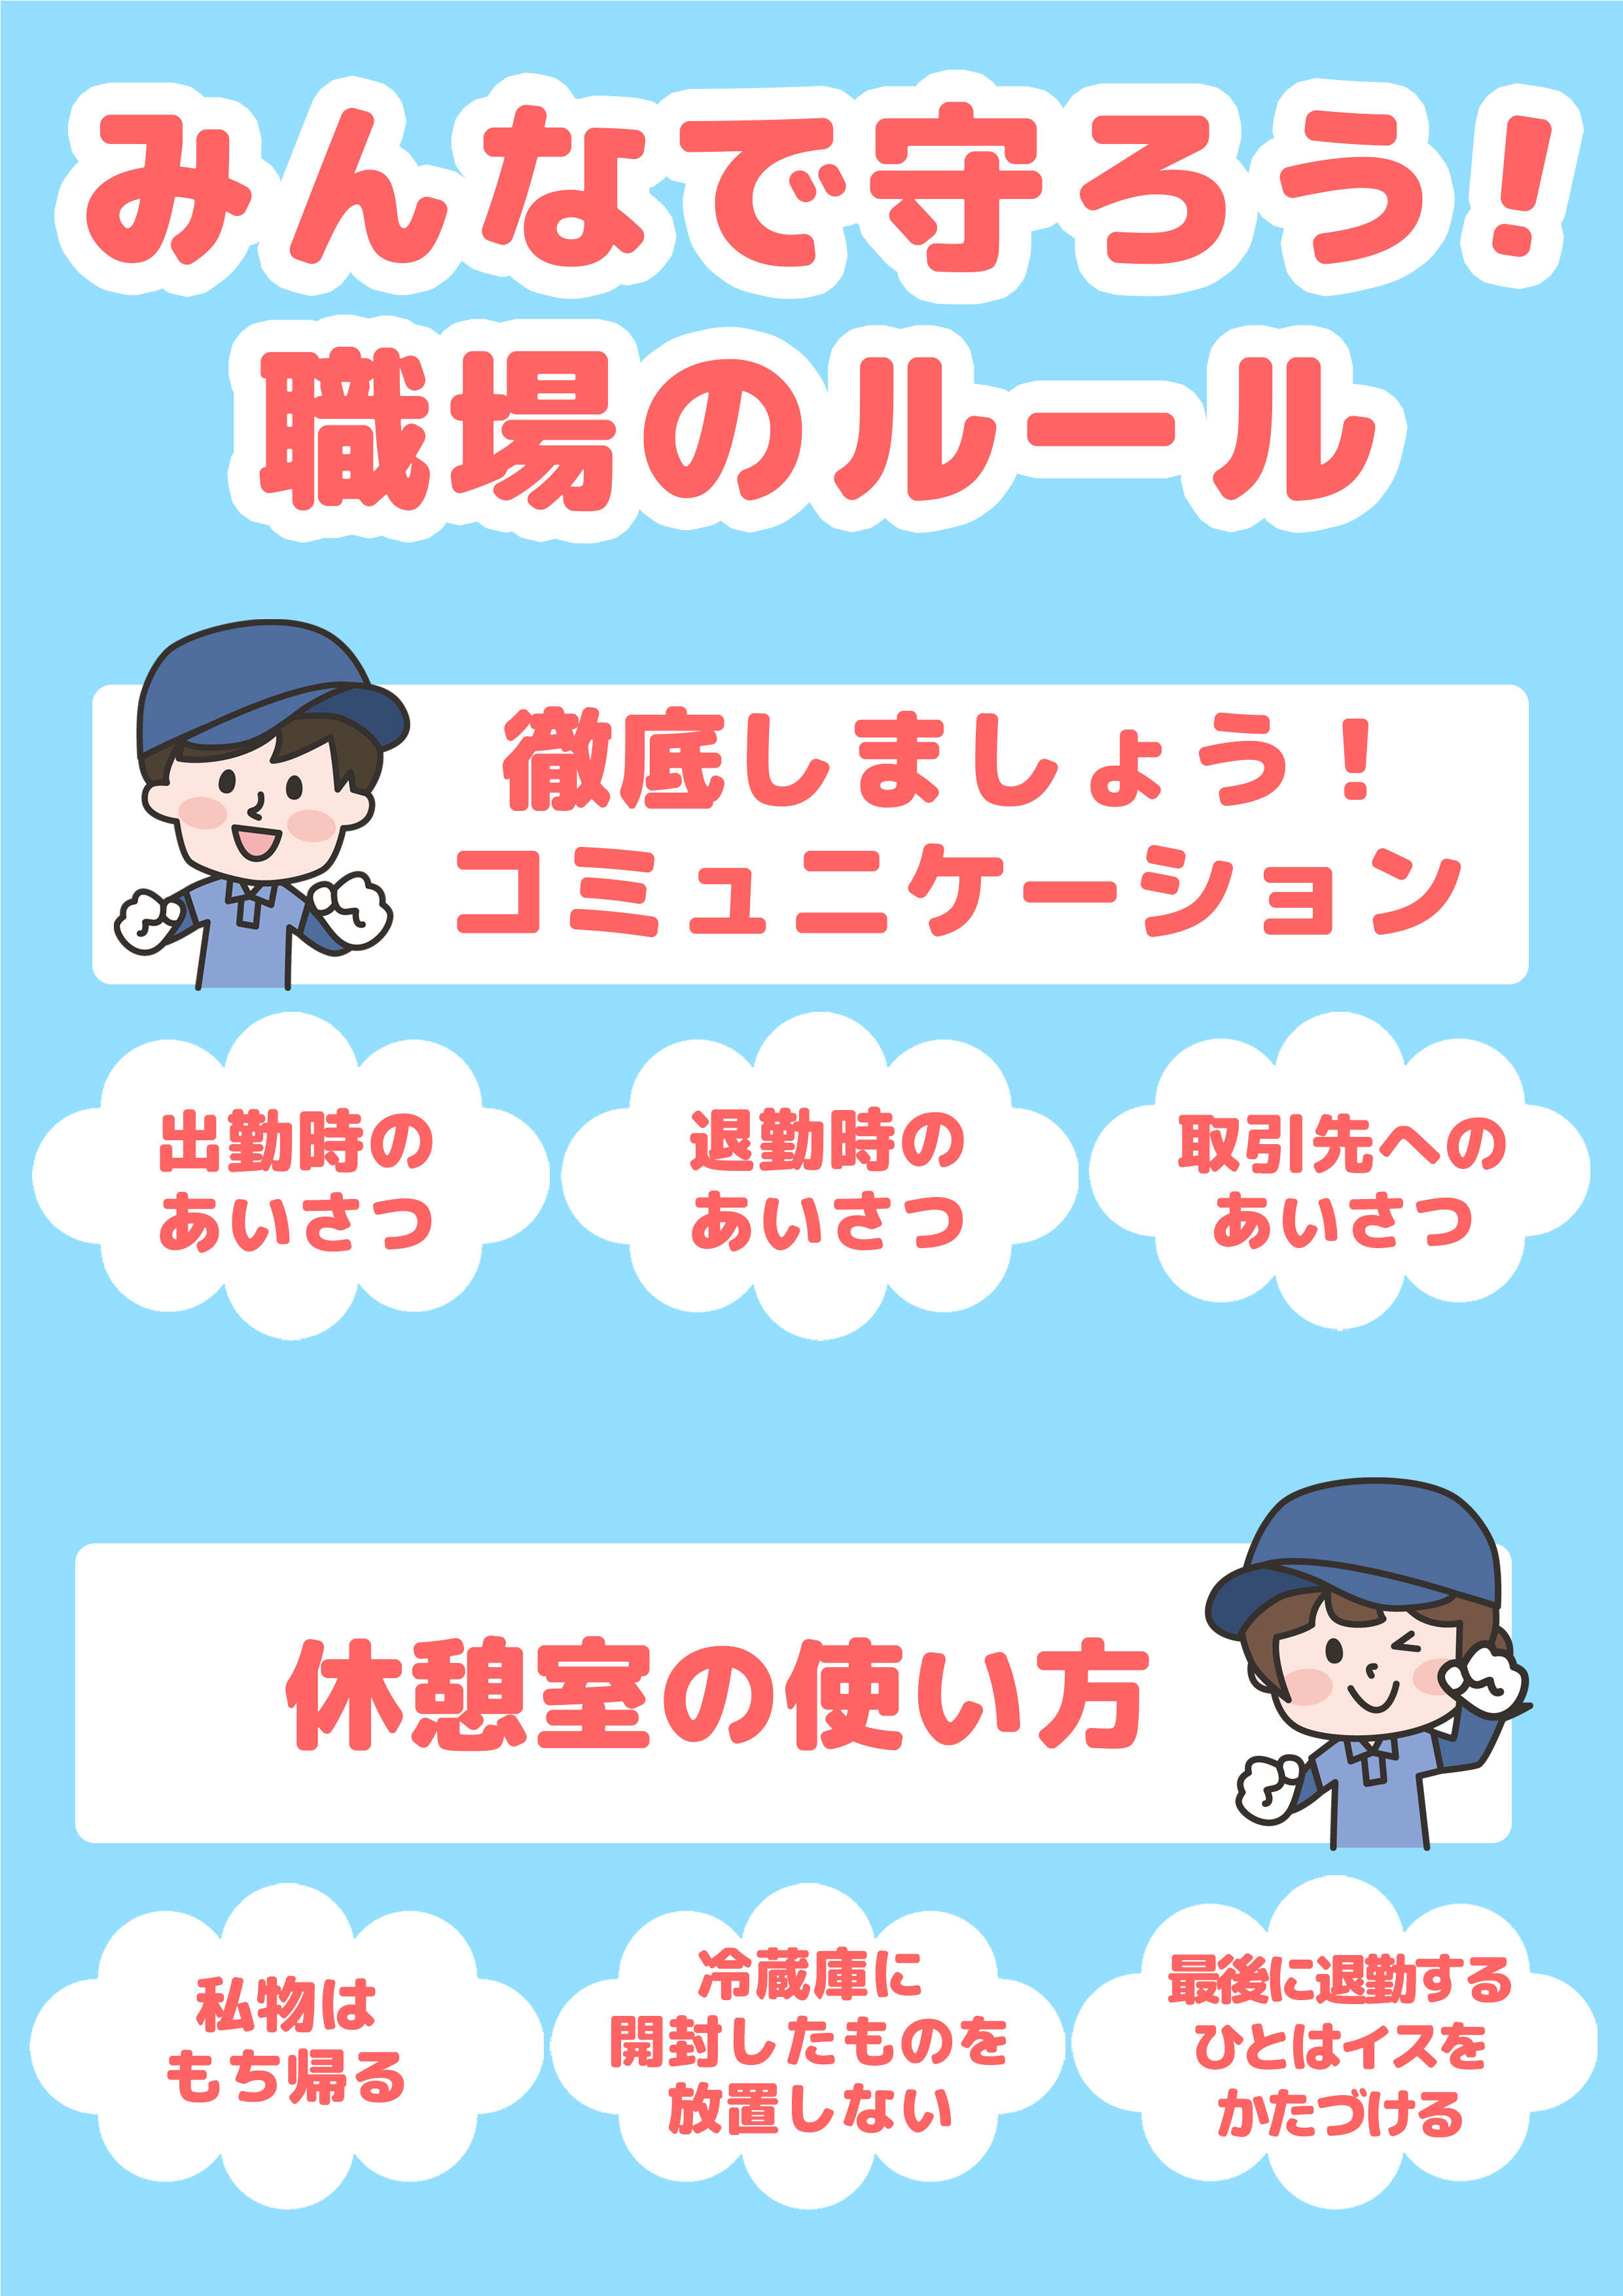 みんなで守ろう!
職場のルール
徹底しましょう!
コミュニケーション
出勤時の
あいさつ
退勤時の
あいさつ
取引先への
あいさつ
休憩室の使い方
私物は
もち帰る
冷蔵庫に
開封したものを
放置しない
最後に退勤する
ひとはイスを
かたづける